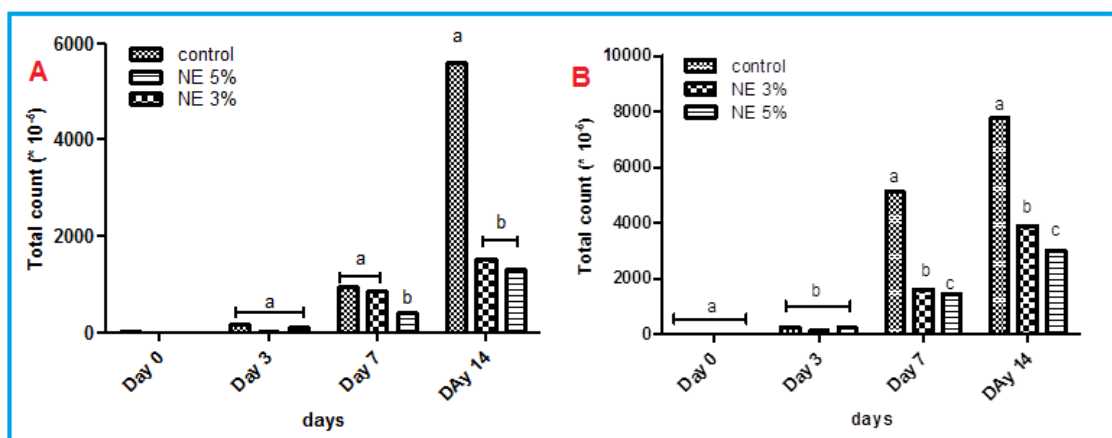 A
control
NE 5%
NE 3%
Total count (* 10⁻⁶)
6000
4000
2000
0
a
a
a
b
b
Day 0
Day 3
Day 7
DAy 14
days
B
control
NE 3%
NE 5%
Total count (* 10⁻⁶)
10000
8000
6000
4000
2000
0
a
b
a
b
c
a
b
c
Day 0
Day 3
Day 7
DAy 14
days